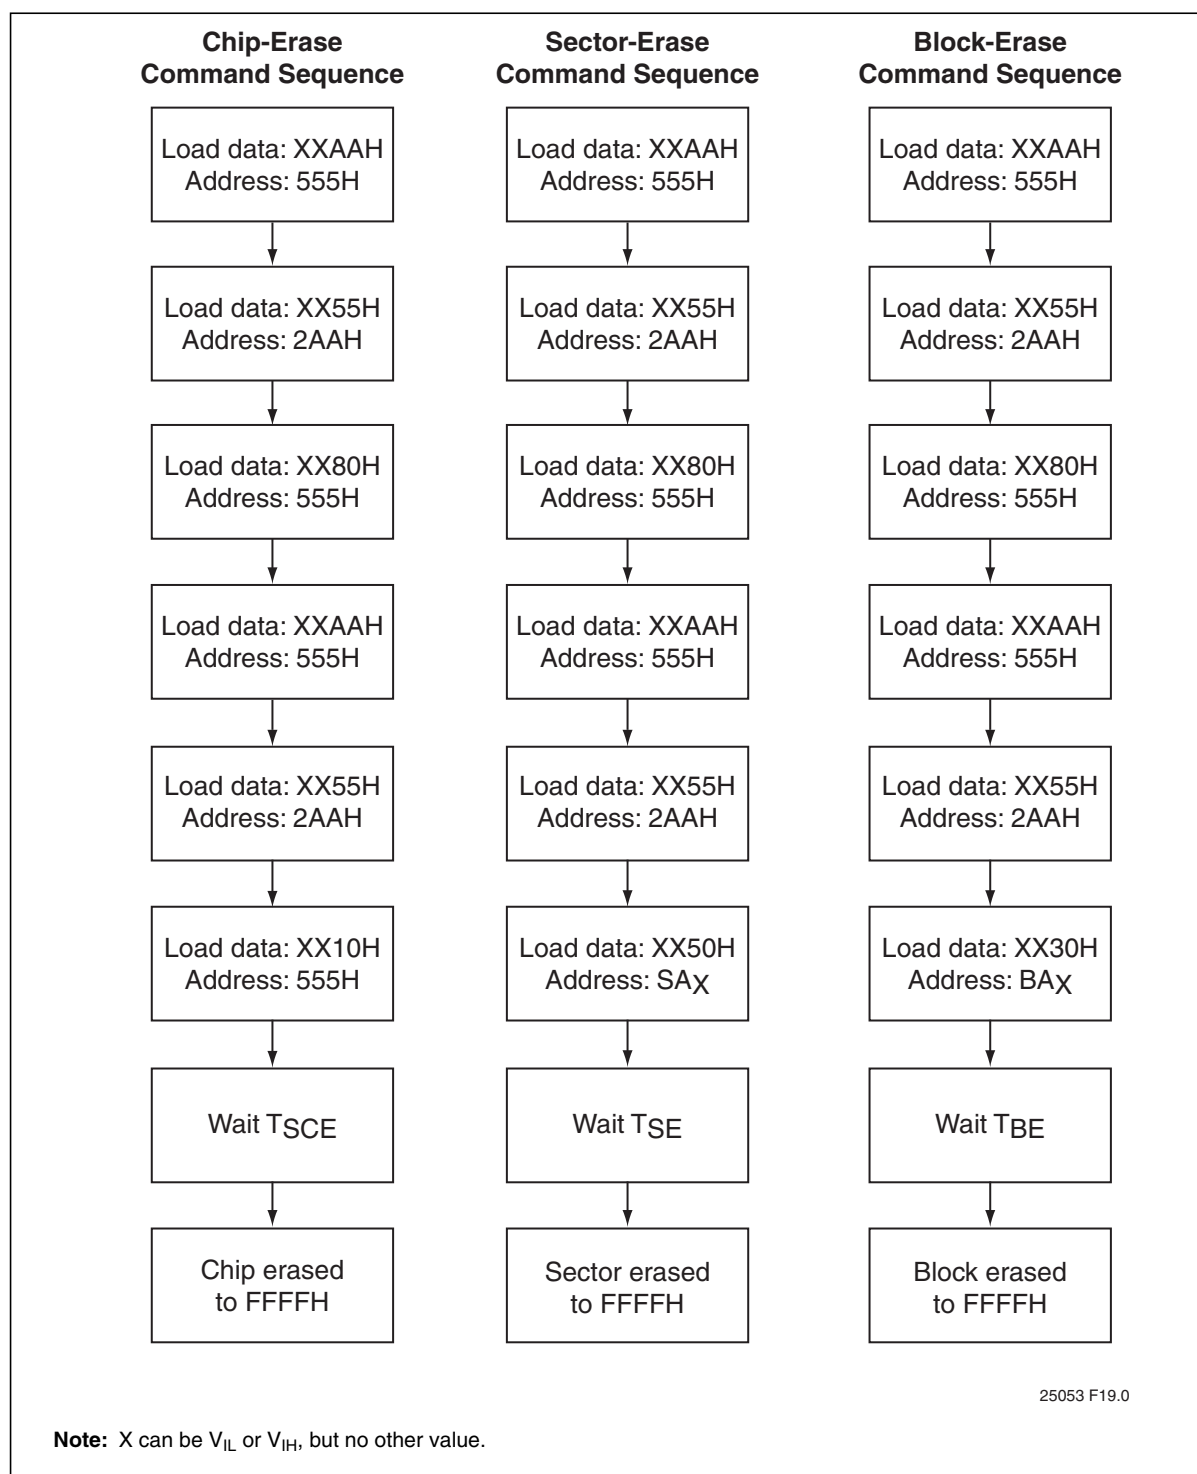 Chip-Erase
Command Sequence
Load data: XXAAH
Address: 555H
Load data: XX55H
Address: 2AAH
Load data: XX80H
Address: 555H
Load data: XXAAH
Address: 555H
Load data: XX55H
Address: 2AAH
Load data: XX10H
Address: 555H
Wait TSCE
Chip erased
to FFFFH
Sector-Erase
Command Sequence
Load data: XXAAH
Address: 555H
Load data: XX55H
Address: 2AAH
Load data: XX80H
Address: 555H
Load data: XXAAH
Address: 555H
Load data: XX55H
Address: 2AAH
Load data: XX50H
Address: SAX
Wait TSE
Sector erased
to FFFFH
Block-Erase
Command Sequence
Load data: XXAAH
Address: 555H
Load data: XX55H
Address: 2AAH
Load data: XX80H
Address: 555H
Load data: XXAAH
Address: 555H
Load data: XX55H
Address: 2AAH
Load data: XX30H
Address: BAX
Wait TBE
Block erased
to FFFFH
25053 F19.0
Note: X can be VIL or VIH, but no other value.